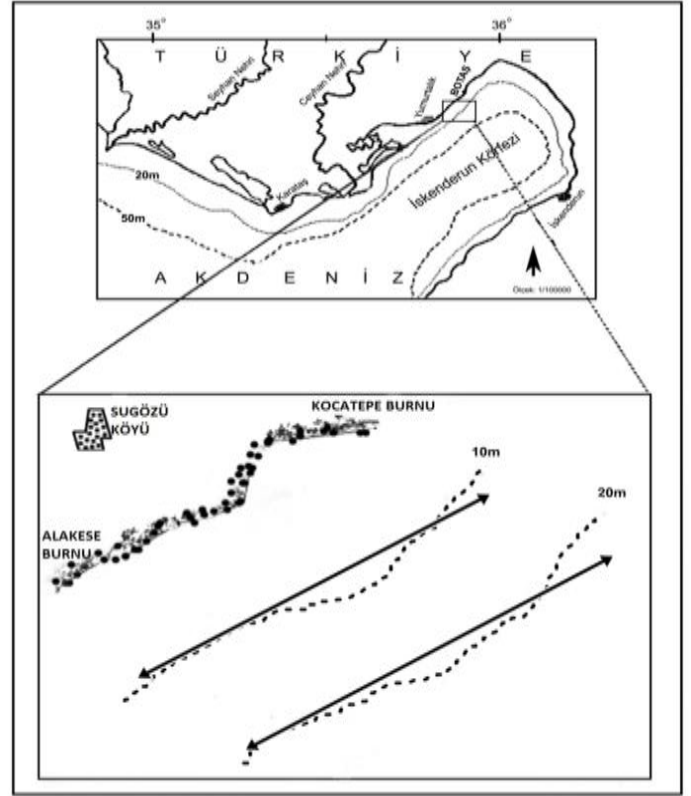 35° 36°
T Ü R K İ Y E
Seyhan Nehri
Ceyhan Nehri
Yumurtalık
BOTAŞ
İskenderun Körfezi
20m
Karataş
50m
İskenderun
A K D E N İ Z
Ölçek: 1/100000
SUGÖZÜ
KÖYÜ
KOCATEPE BURNU
10m
20m
ALAKESE
BURNU